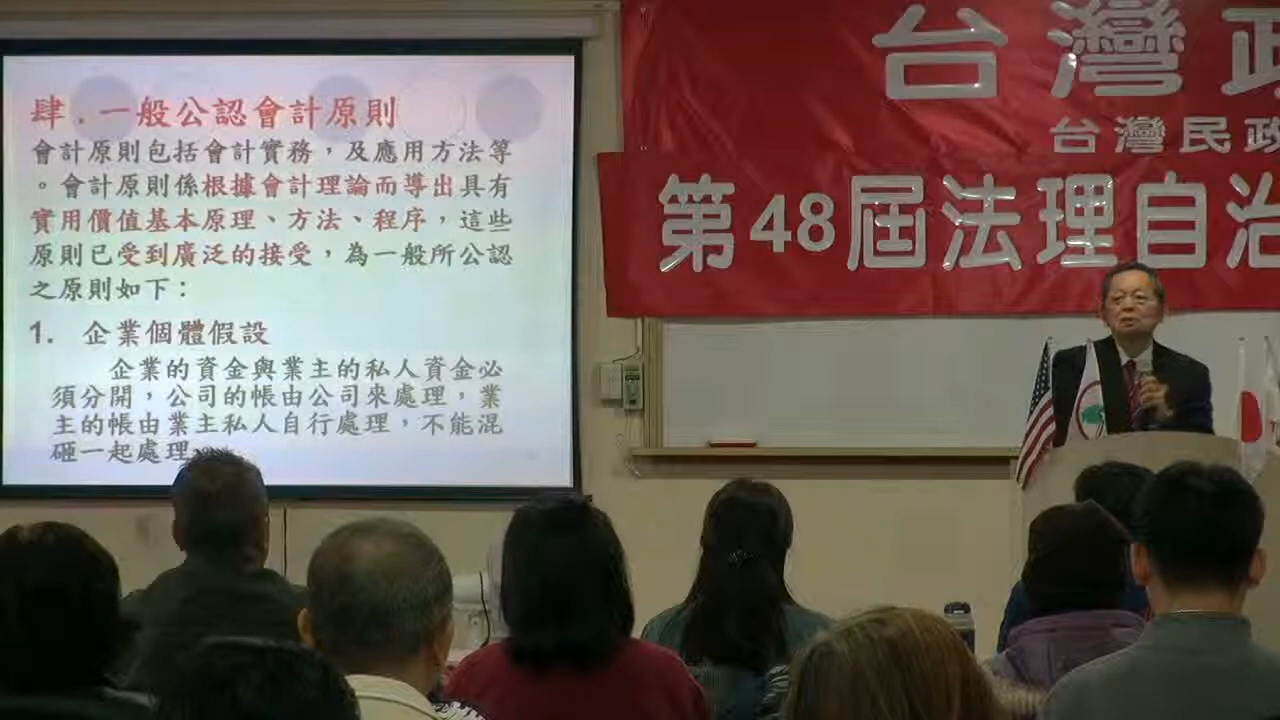 肆．一般公認會計原則
會計原則包括會計實務，及應用方法等
。會計原則係根據會計理論而導出具有
實用價值基本原理、方法、程序，這些
原則已受到廣泛的接受，為一般所公認
之原則如下：
1. 企業個體假設
企業的資金與業主的私人資金必
須分開，公司的帳由公司來處理，業
主的帳由業主私人自行處理，不能混
砸一起處理
台灣政
台灣民政
第48屆法理自治